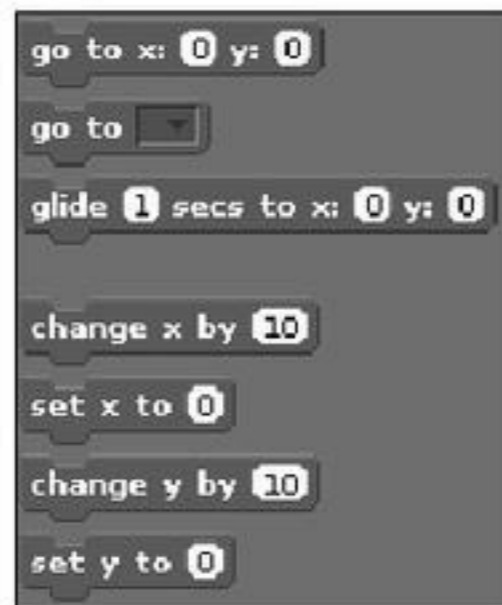 go to x: 0 y: 0
go to
glide 1 secs to x: 0 y: 0
change x by 10
set x to 0
change y by 10
set y to 0